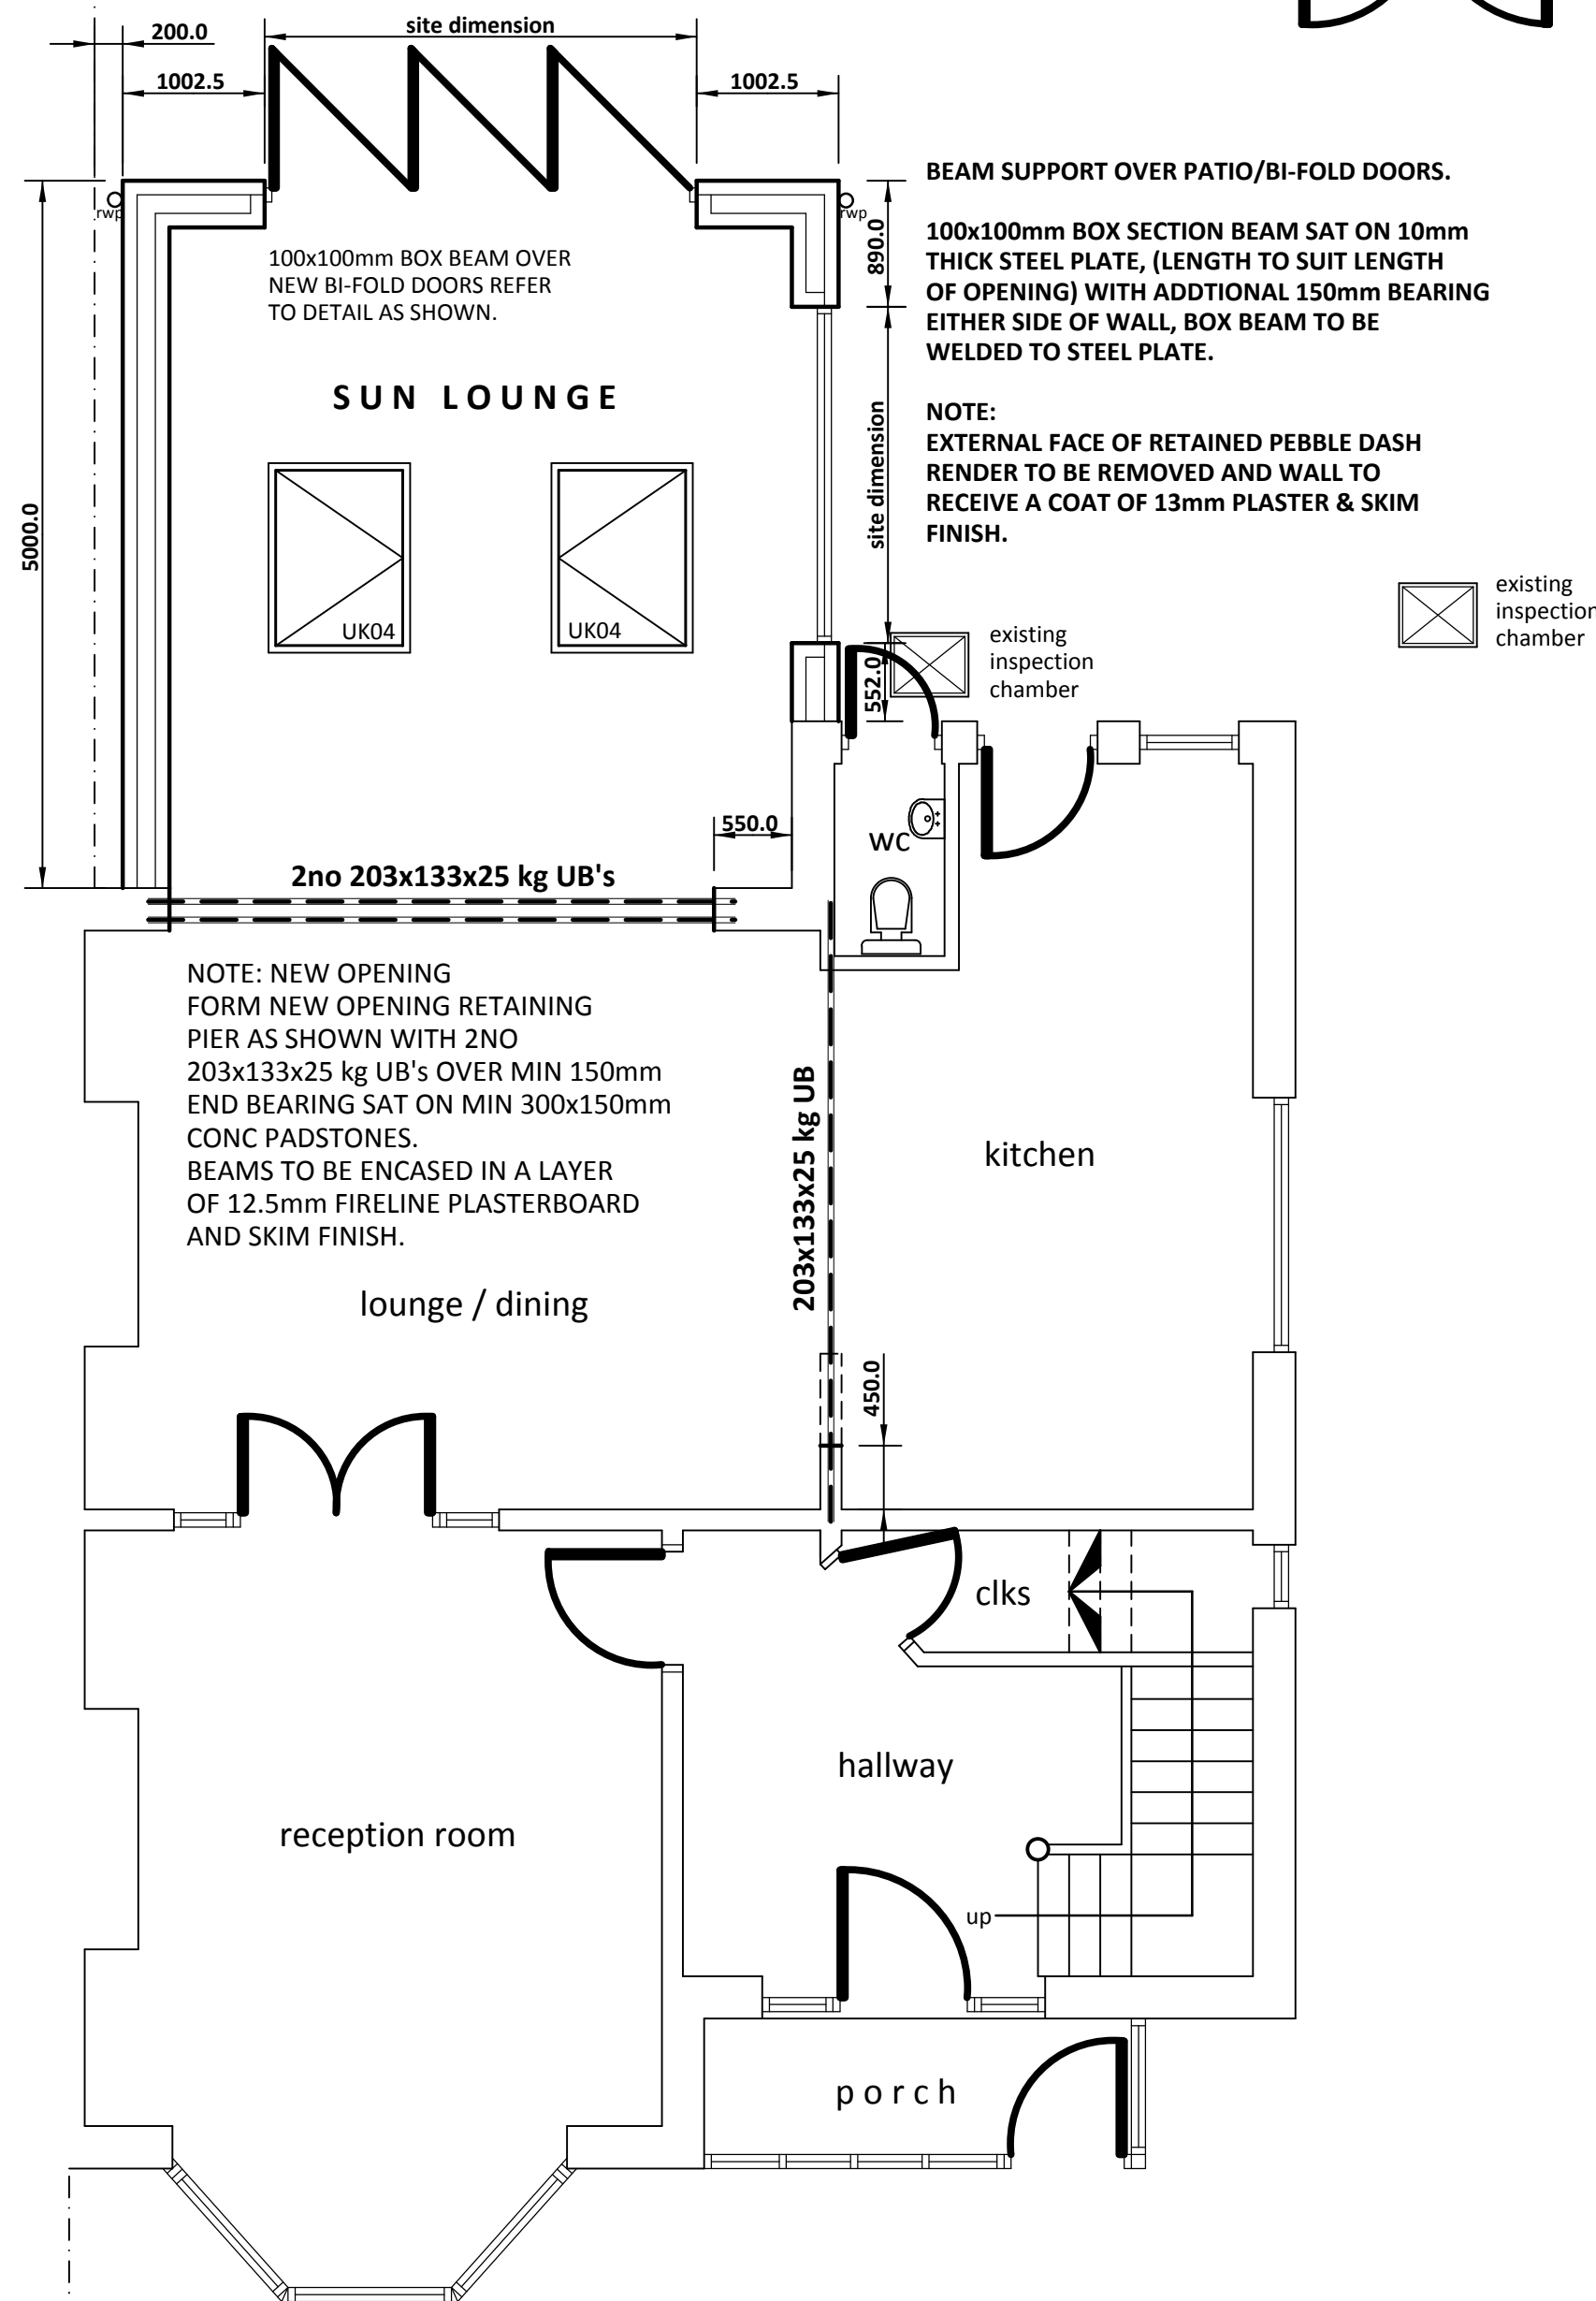 200.0
site dimension
1002.5
1002.5
rwp
rwp
890.0
5000.0
100x100mm BOX BEAM OVER
NEW BI-FOLD DOORS REFER
TO DETAIL AS SHOWN.
BEAM SUPPORT OVER PATIO/BI-FOLD DOORS.
100x100mm BOX SECTION BEAM SAT ON 10mm
THICK STEEL PLATE, (LENGTH TO SUIT LENGTH
OF OPENING) WITH ADDTIONAL 150mm BEARING
EITHER SIDE OF WALL, BOX BEAM TO BE
WELDED TO STEEL PLATE.
NOTE:
EXTERNAL FACE OF RETAINED PEBBLE DASH
RENDER TO BE REMOVED AND WALL TO
RECEIVE A COAT OF 13mm PLASTER & SKIM
FINISH.
SUN LOUNGE
site dimension
UK04
UK04
existing
inspection
chamber
existing
inspection
chamber
552.0
550.0
wc
2no 203x133x25 kg UB's
NOTE: NEW OPENING
FORM NEW OPENING RETAINING
PIER AS SHOWN WITH 2NO
203x133x25 kg UB's OVER MIN 150mm
END BEARING SAT ON MIN 300x150mm
CONC PADSTONES.
BEAMS TO BE ENCASED IN A LAYER
OF 12.5mm FIRELINE PLASTERBOARD
AND SKIM FINISH.
203x133x25 kg UB
kitchen
lounge / dining
450.0
clks
hallway
reception room
up
porch